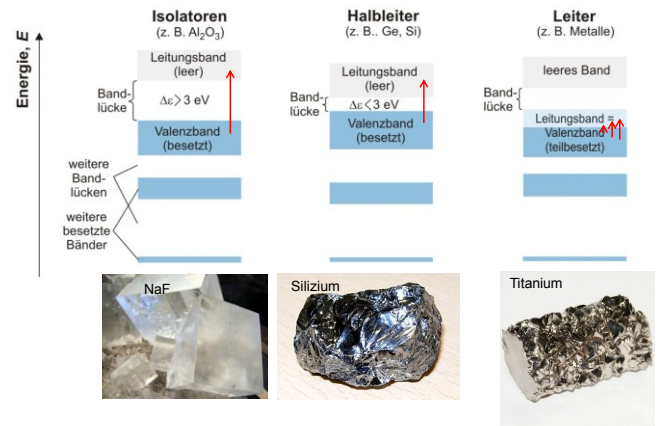 Energie, E
Isolatoren
(z. B. Al₂O₃)
Leitungsband
(leer)
Band-
lücke
Δε>3 eV
Valenzband
(besetzt)
weitere
Band-
lücken
weitere
besetzte
Bänder
NaF
Halbleiter
(z. B.. Ge, Si)
Leitungsband
(leer)
Band-
lücke
Δε<3 eV
Valenzband
(besetzt)
Silizium
Leiter
(z. B. Metalle)
leeres Band
Band-
lücke
Leitungsband =
Valenzband
(teilbesetzt)
Titanium